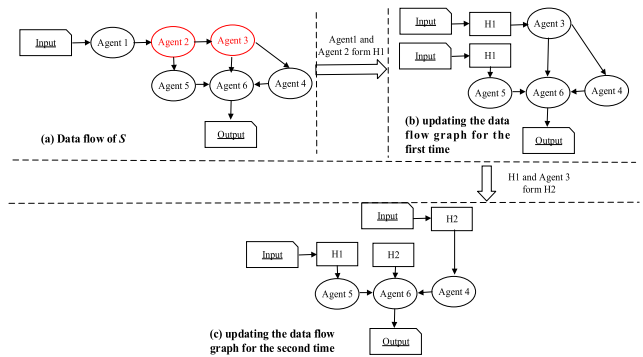 Input
Agent 1
Agent 2
Agent 3
Agent 5
Agent 6
Agent 4
Output
(a) Data flow of S
Agent1 and
Agent 2 form H1
Input
H1
Agent 3
Input
H1
Agent 5
Agent 6
Agent 4
Output
(b) updating the data
flow graph for the
first time
H1 and Agent 3
form H2
Input
H2
Input
H1
H2
Agent 5
Agent 6
Agent 4
Output
(c) updating the data flow
graph for the second time